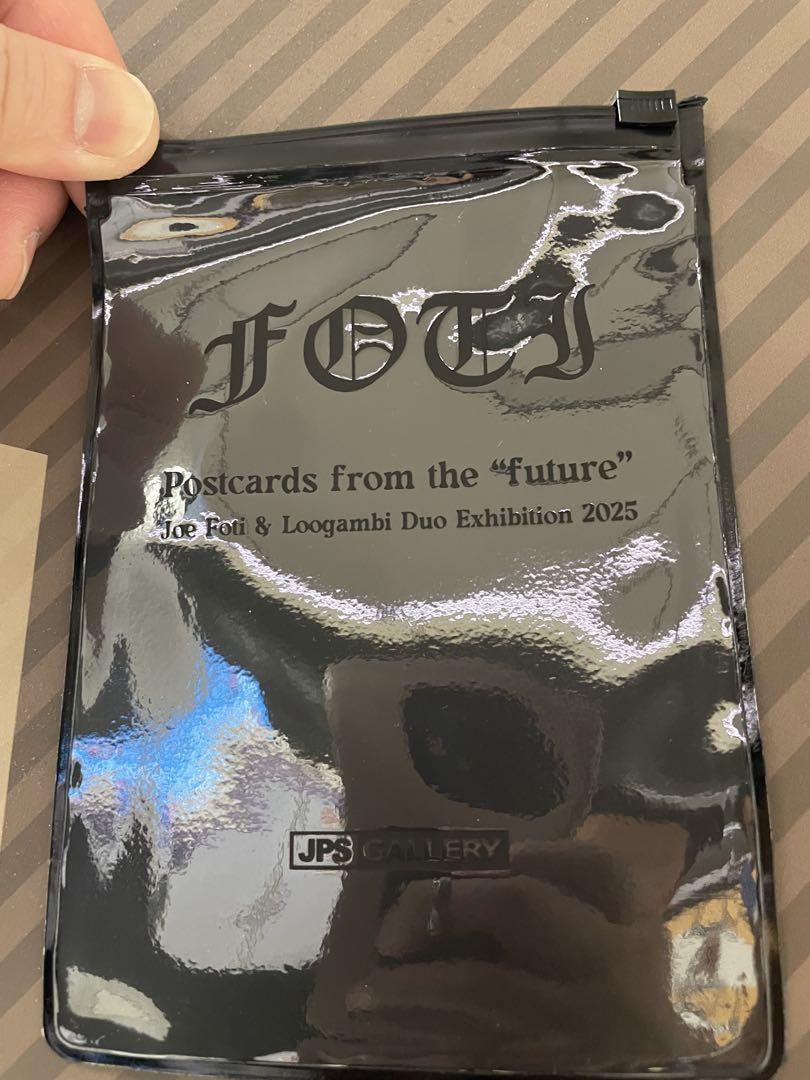 FOTI
Postcards from the “future”
Joe Foti & Loogambi Duo Exhibition 2025
JPS GALLERY